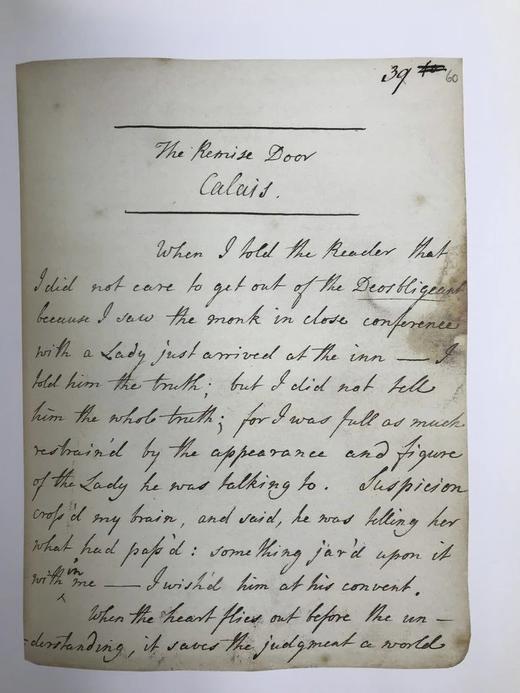 39 60
The Remise Door
Calais.
When I told the Reader that
I did not care to get out of the Desobligeant
because I saw the monk in close conference
with a Lady just arrived at the inn — I
told him the truth; but I did not tell
him the whole truth; for I was full as much
restrain'd by the appearance and figure
of the Lady he was talking to. Suspicion
cross'd my brain, and said, he was telling her
what had pass'd: something jar'd upon it
within me — I wish'd him at his convent.
When the heart flies out before the un-
-derstanding, it saves the judgment a world